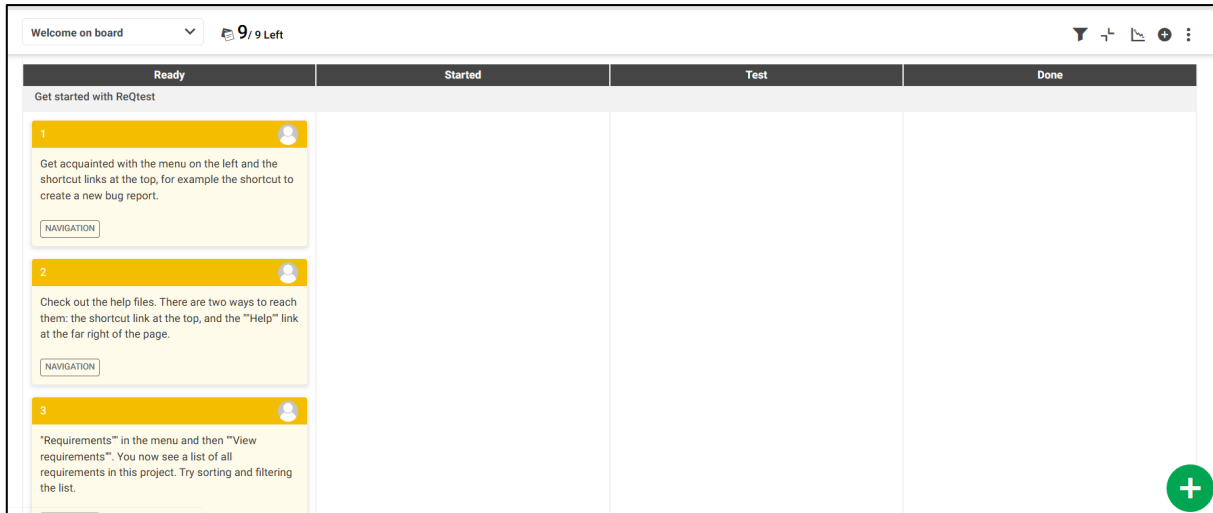 Welcome on board
9/ 9 Left
Ready
Started
Test
Done
Get started with ReQtest
1
Get acquainted with the menu on the left and the
shortcut links at the top, for example the shortcut to
create a new bug report.
NAVIGATION
2
Check out the help files. There are two ways to reach
them: the shortcut link at the top, and the ""Help"" link
at the far right of the page.
NAVIGATION
3
"Requirements"" in the menu and then ""View
requirements"". You now see a list of all
requirements in this project. Try sorting and filtering
the list.